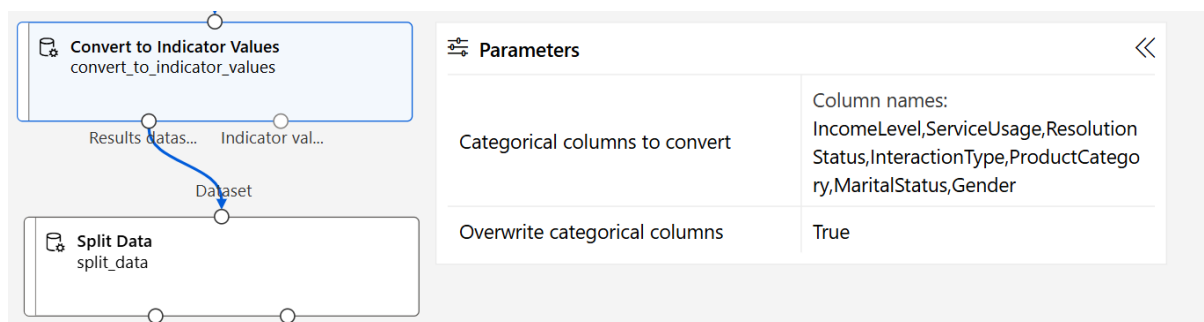 Convert to Indicator Values
convert_to_indicator_values
Results datas...
Indicator val...
Dataset
Split Data
split_data
Parameters
Categorical columns to convert
Column names:
IncomeLevel,ServiceUsage,Resolution
Status,InteractionType,ProductCatego
ry,MaritalStatus,Gender
Overwrite categorical columns
True